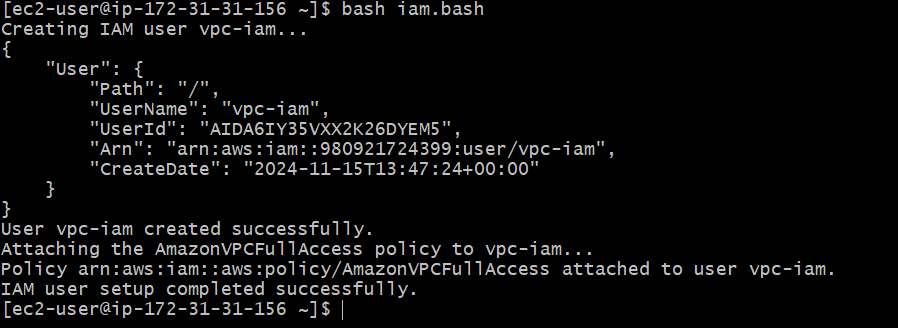 [ec2-user@ip-172-31-31-156 ~]$ bash iam.bash
Creating IAM user vpc-iam...
{
    "User": {
        "Path": "/",
        "UserName": "vpc-iam",
        "UserId": "AIDA6IY35VXX2K26DYEM5",
        "Arn": "arn:aws:iam::980921724399:user/vpc-iam",
        "CreateDate": "2024-11-15T13:47:24+00:00"
    }
}
User vpc-iam created successfully.
Attaching the AmazonVPCFullAccess policy to vpc-iam...
Policy arn:aws:iam::aws:policy/AmazonVPCFullAccess attached to user vpc-iam.
IAM user setup completed successfully.
[ec2-user@ip-172-31-31-156 ~]$